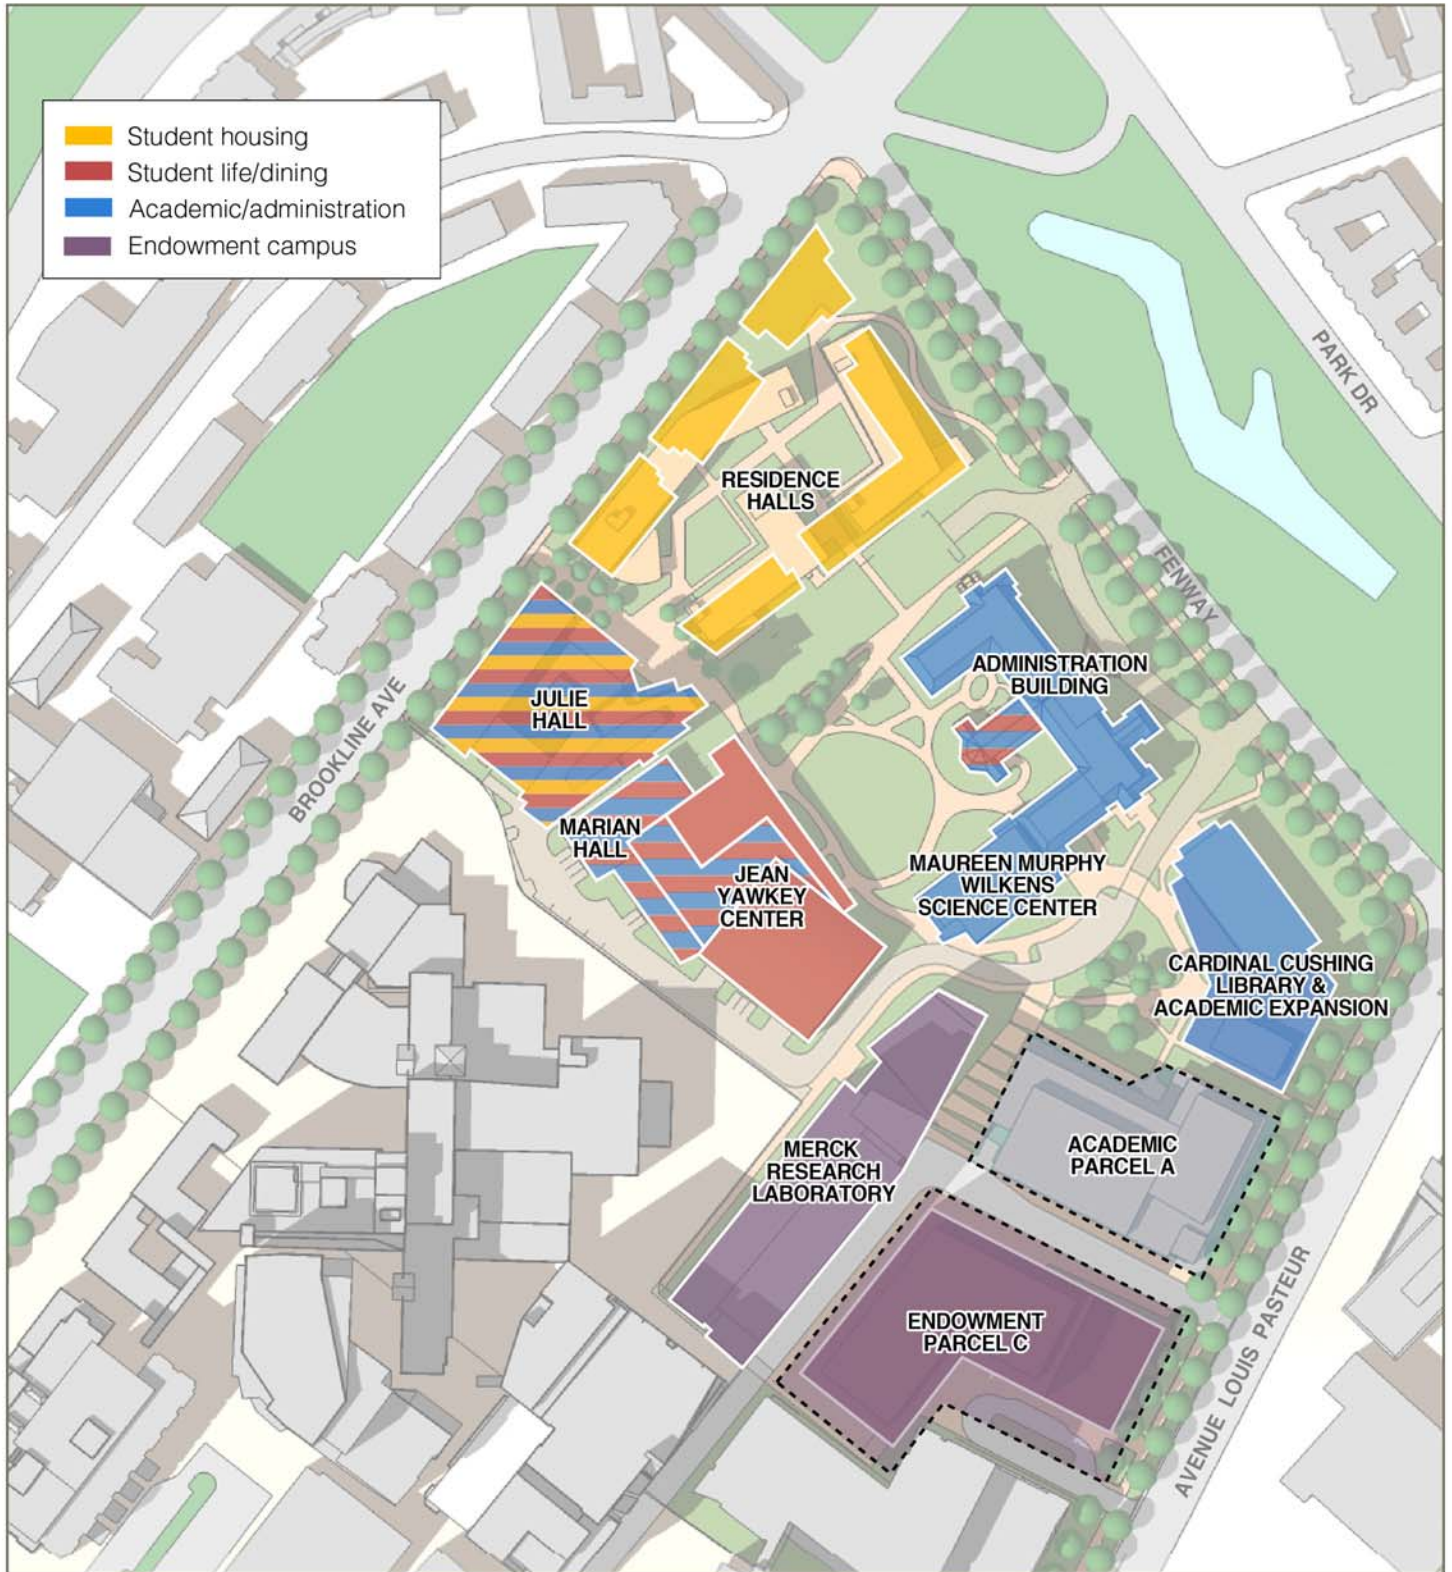 Student housing
Student life/dining
Academic/administration
Endowment campus
PARK DR
RESIDENCE
HALLS
FENWAY
ADMINISTRATION
BUILDING
JULIE
HALL
BROOKLINE AVE
MARIAN
HALL
JEAN
YAWKEY
CENTER
MAUREEN MURPHY
WILKENS
SCIENCE CENTER
CARDINAL CUSHING
LIBRARY &
ACADEMIC EXPANSION
ACADEMIC
PARCEL A
MERCK
RESEARCH
LABORATORY
ENDOWMENT
PARCEL C
AVENUE LOUIS PASTEUR